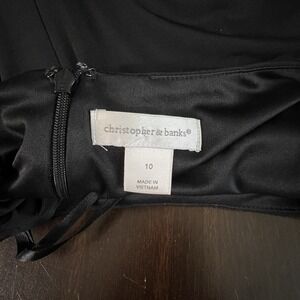 christopher & banks®
10
MADE IN
VIETNAM